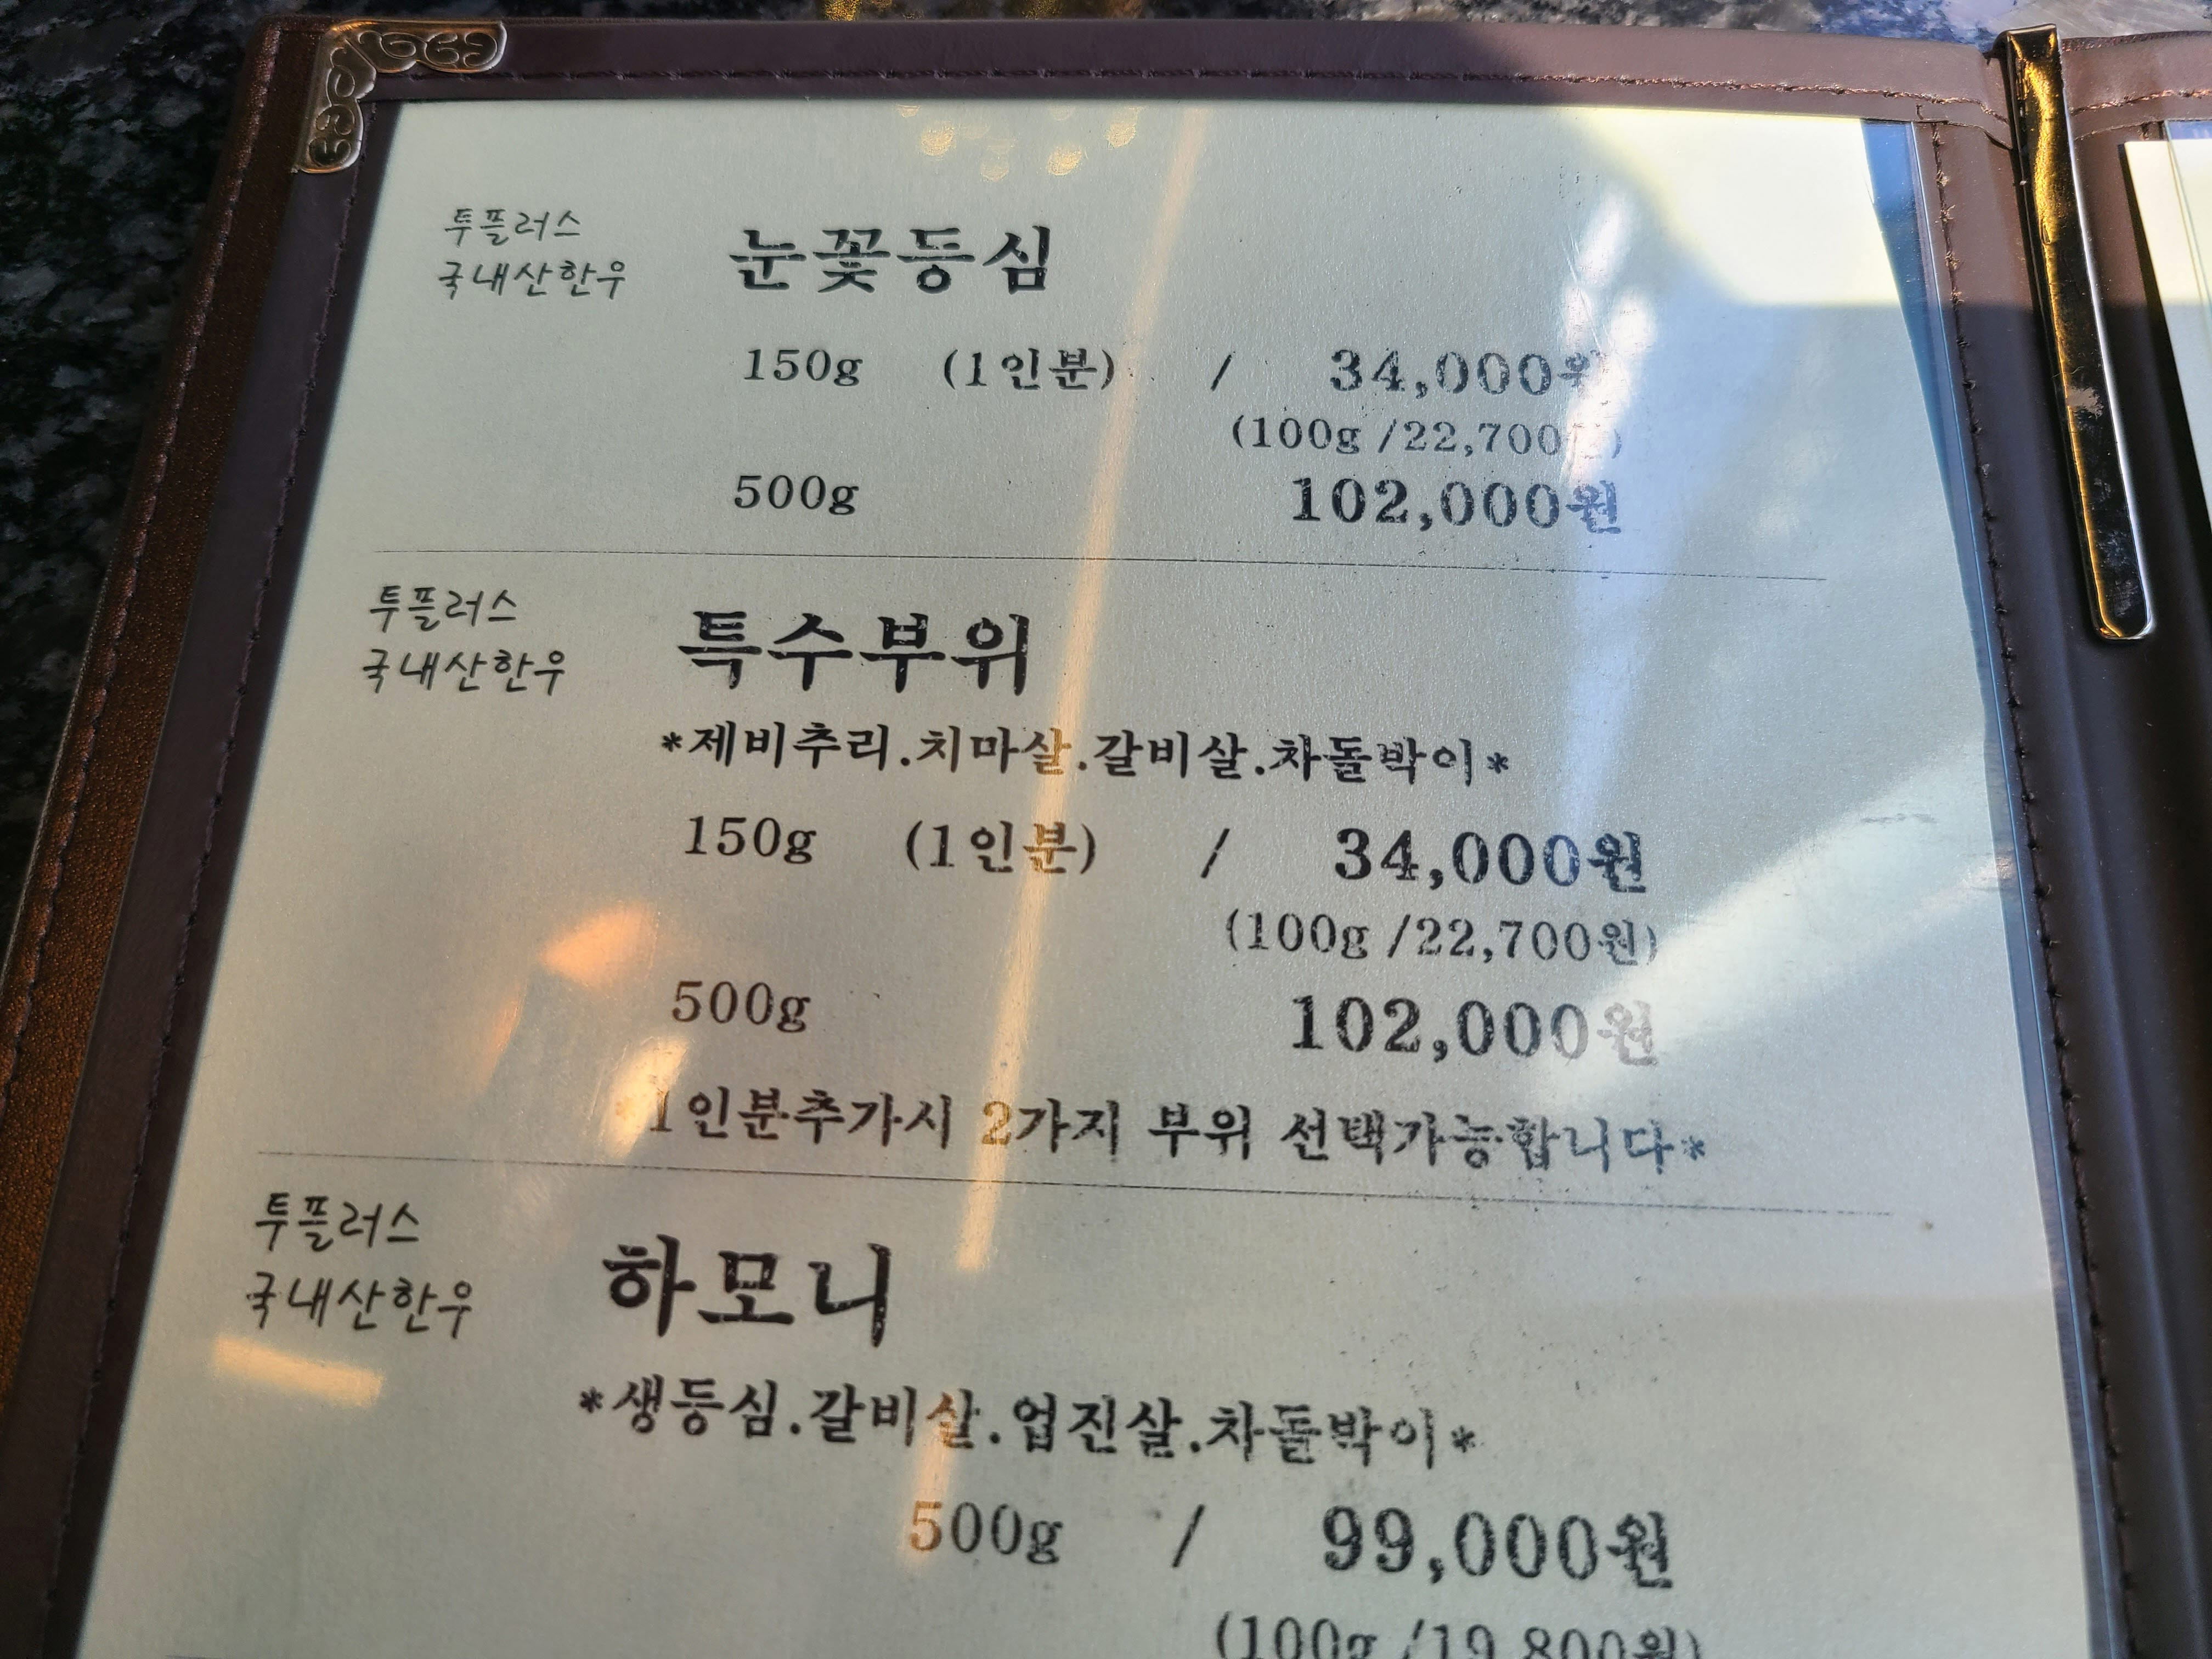 투플러스
국내산한우
눈꽃등심
150g (1인분) / 34,000원
(100g /22,700원)
500g 102,000원
투플러스
국내산한우
특수부위
*제비추리.치마살.갈비살.차돌박이*
150g (1인분) / 34,000원
(100g /22,700원)
500g 102,000원
*1인분추가시 2가지 부위 선택가능합니다*
투플러스
국내산한우
하모니
*생등심.갈비살.업진살.차돌박이*
500g / 99,000원
(100g /19,800원)